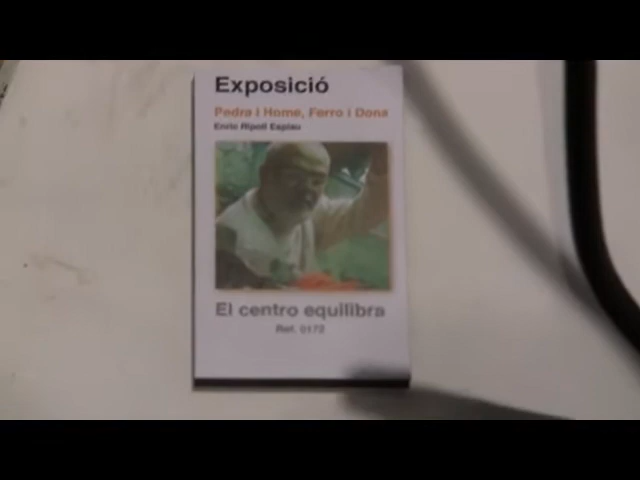 Exposició
Pedra i Home, Ferro i Dona
Enric Ripoll Espiau
El centro equilibra
Ref. 0172